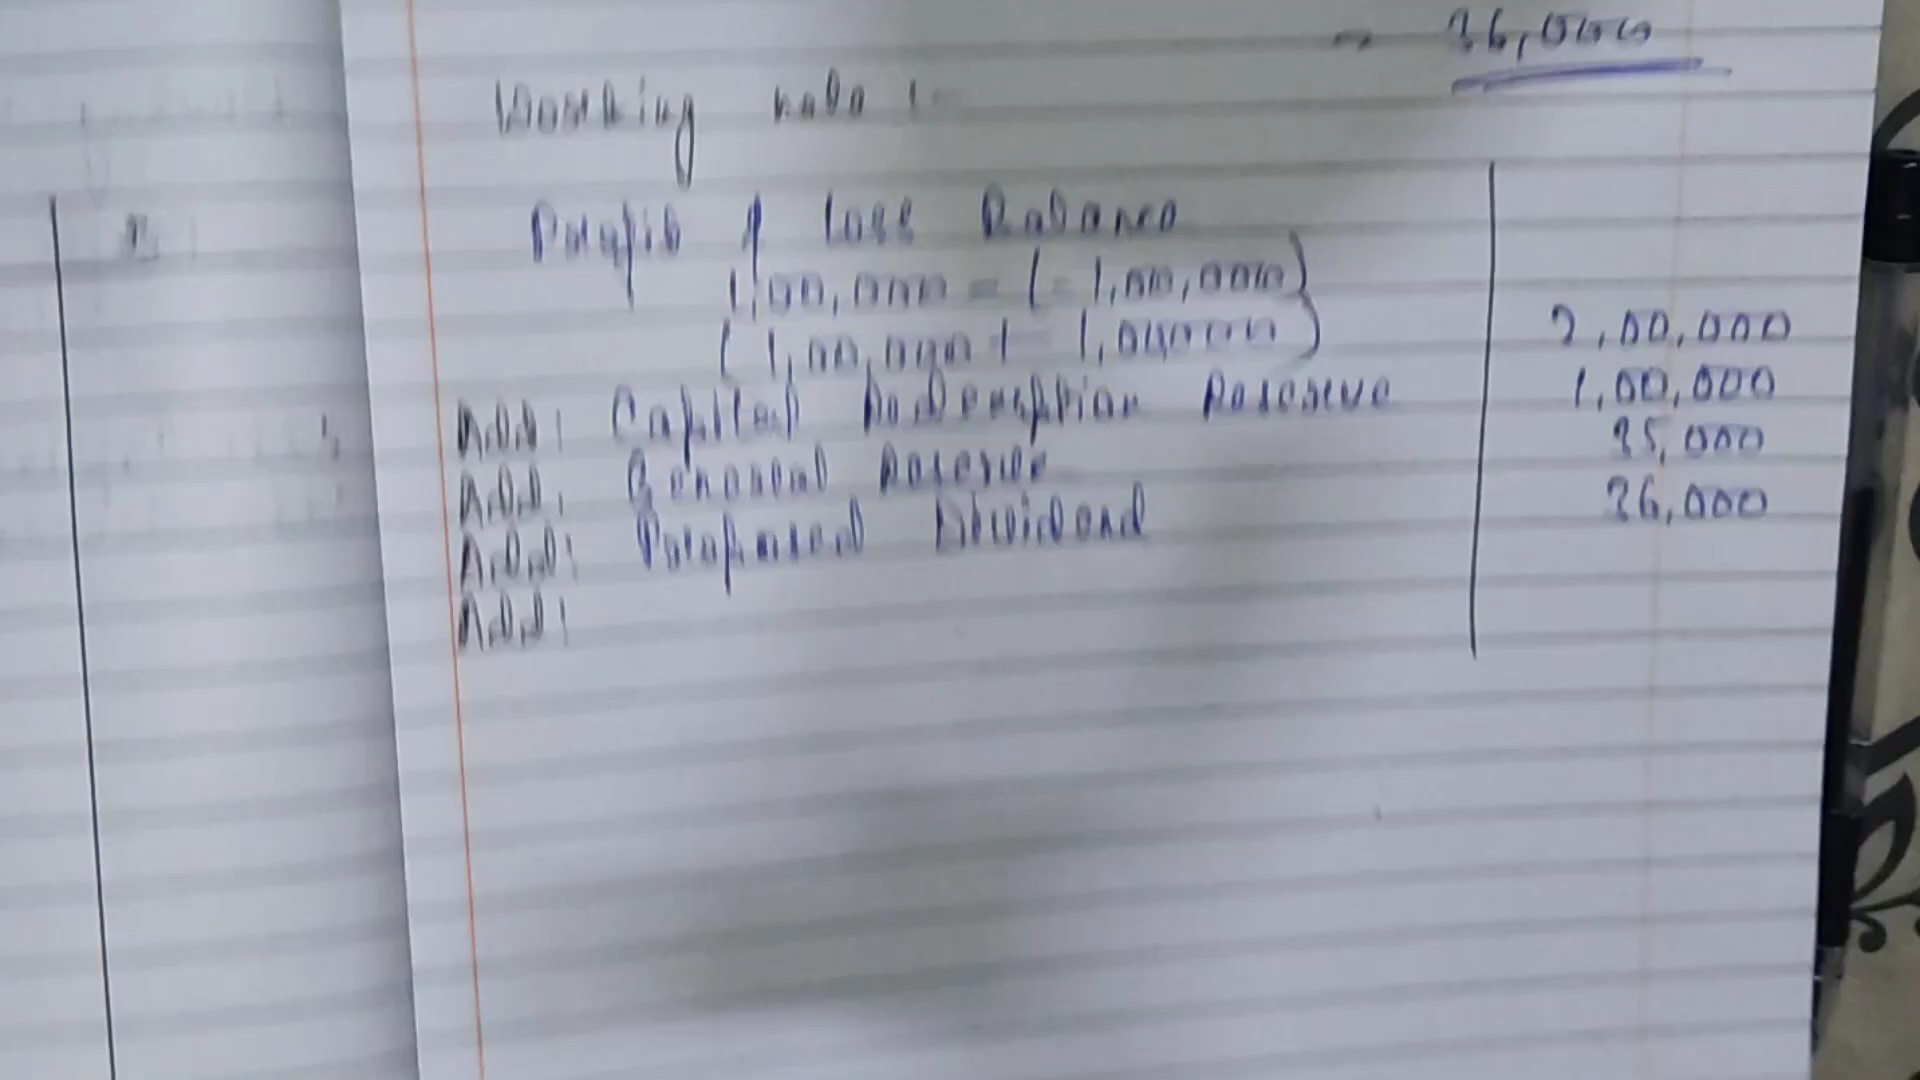 → 36,000
Working note :-
Profit & Loss Balance
1,00,000 - (-1,00,000)
(1,00,000 + 1,00,000) 2,00,000
Add: Capital Redemption Reserve 1,00,000
Add: General Reserve 35,000
Add: Proposed Dividend 36,000
Add: